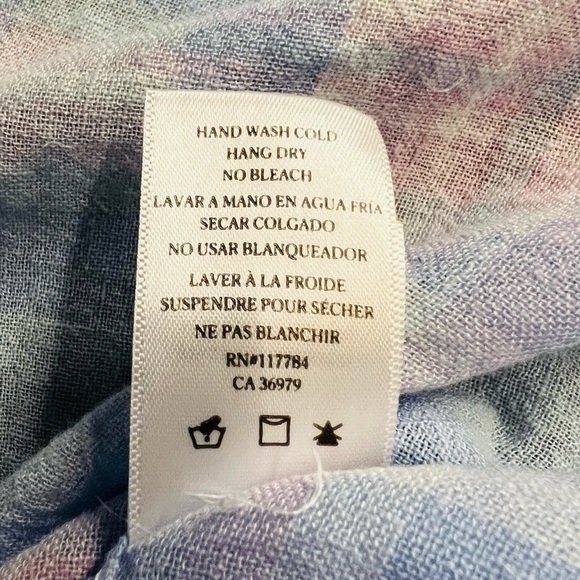 HAND WASH COLD
HANG DRY
NO BLEACH
LAVAR A MANO EN AGUA FRÍA
SECAR COLGADO
NO USAR BLANQUEADOR
LAVER À LA FROIDE
SUSPENDRE POUR SÉCHER
NE PAS BLANCHIR
RN#117784
CA 36979